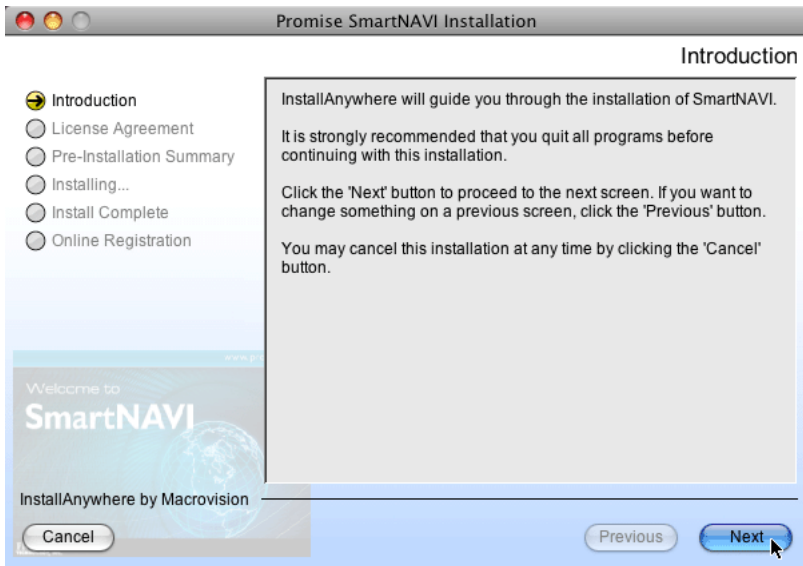 Promise SmartNAVI Installation
Introduction
Introduction
License Agreement
Pre-Installation Summary
Installing...
Install Complete
Online Registration
InstallAnywhere will guide you through the installation of SmartNAVI.
It is strongly recommended that you quit all programs before
continuing with this installation.
Click the 'Next' button to proceed to the next screen. If you want to
change something on a previous screen, click the 'Previous' button.
You may cancel this installation at any time by clicking the 'Cancel'
button.
Welcome to
SmartNAVI
InstallAnywhere by Macrovision
Cancel
Previous
Next